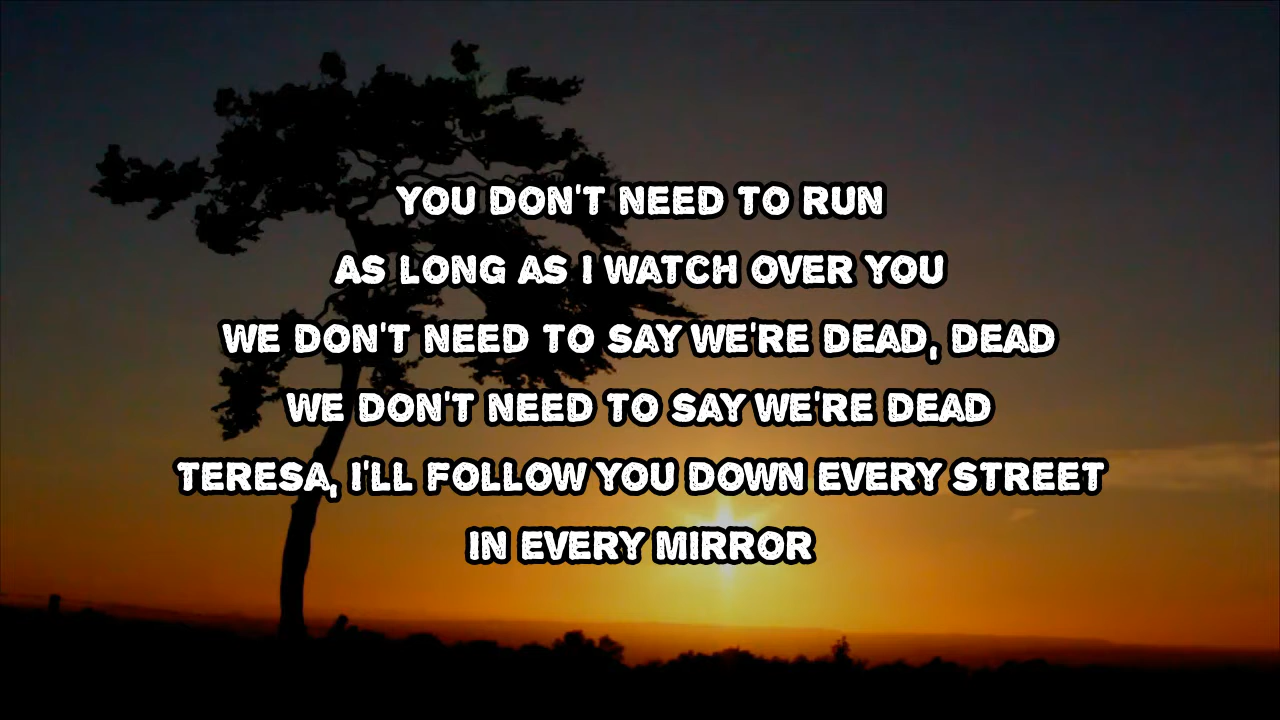 YOU DON'T NEED TO RUN
AS LONG AS I WATCH OVER YOU
WE DON'T NEED TO SAY WE'RE DEAD, DEAD
WE DON'T NEED TO SAY WE'RE DEAD
TERESA, I'LL FOLLOW YOU DOWN EVERY STREET
IN EVERY MIRROR